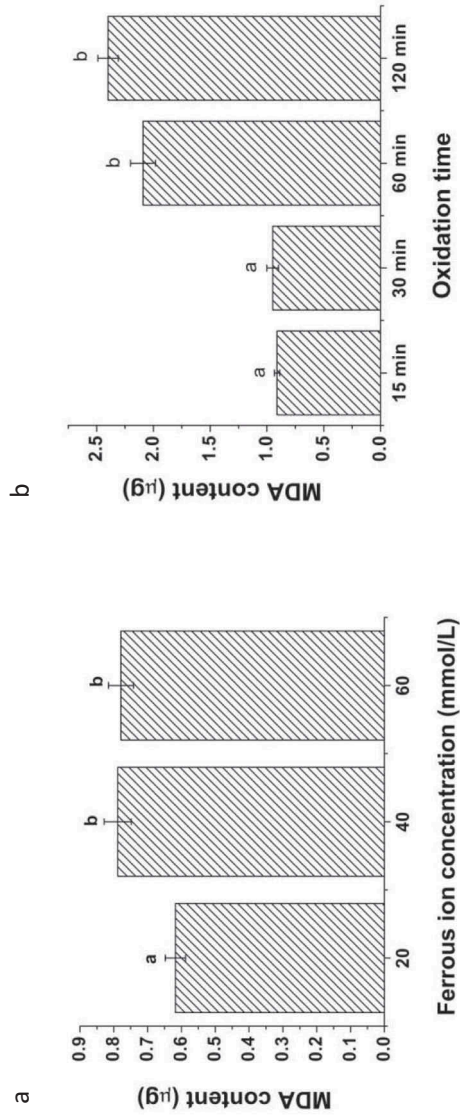 a
MDA content (μg)
0.9
0.8
0.7
0.6
0.5
0.4
0.3
0.2
0.1
0.0
a
b
b
20
40
60
Ferrous ion concentration (mmol/L)
b
MDA content (μg)
2.5
2.0
1.5
1.0
0.5
0.0
a
a
b
b
15 min
30 min
60 min
120 min
Oxidation time